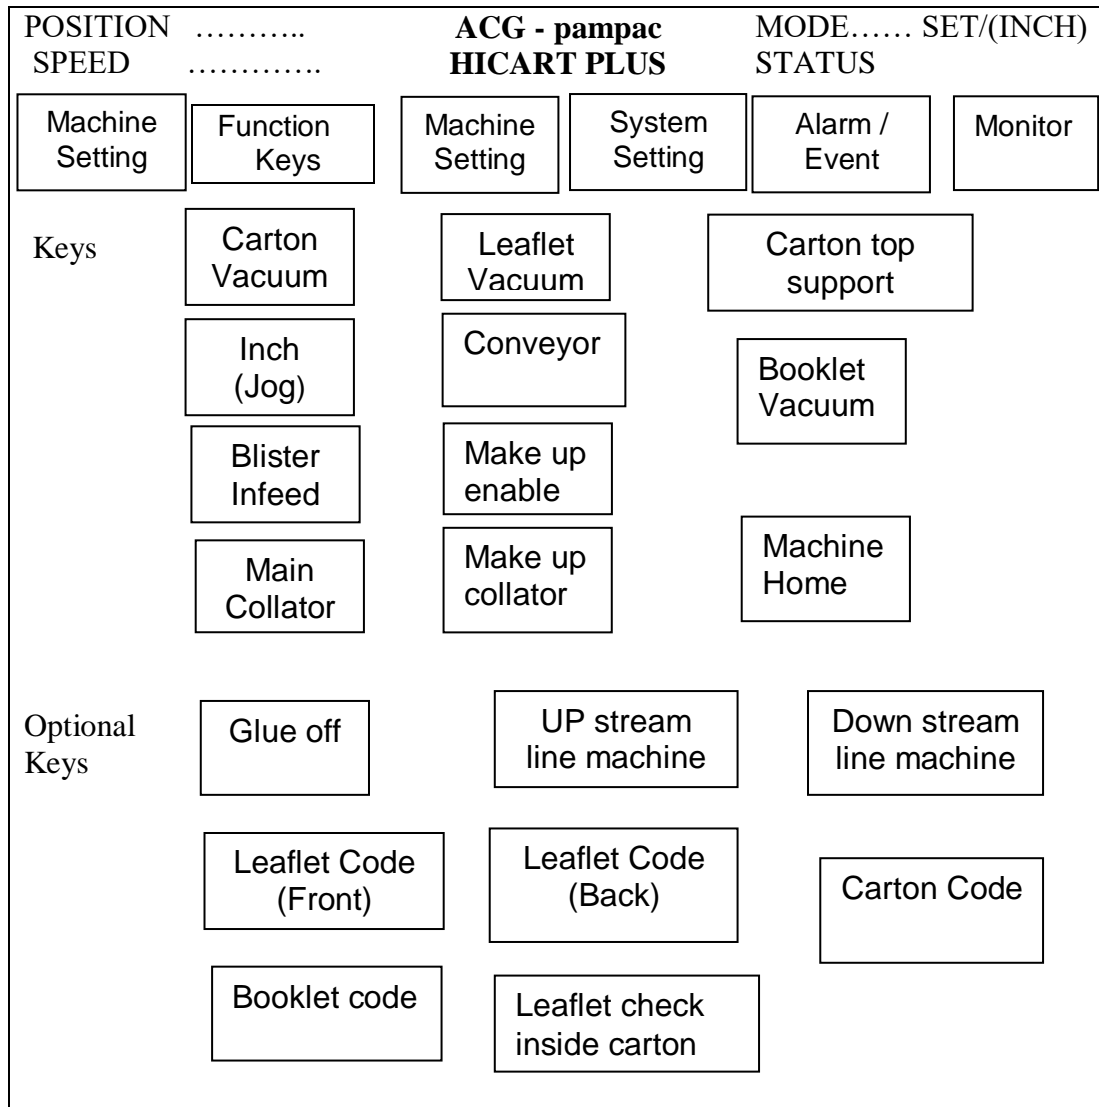 POSITION ……….. ACG - pampac MODE…… SET/(INCH)
SPEED …………. HICART PLUS STATUS
Machine
Setting
Function
Keys
Machine
Setting
System
Setting
Alarm /
Event
Monitor
Keys
Carton
Vacuum
Leaflet
Vacuum
Carton top
support
Inch
(Jog)
Conveyor
Booklet
Vacuum
Blister
Infeed
Make up
enable
Main
Collator
Make up
collator
Machine
Home
Optional
Keys
Glue off
UP stream
line machine
Down stream
line machine
Leaflet Code
(Front)
Leaflet Code
(Back)
Carton Code
Booklet code
Leaflet check
inside carton